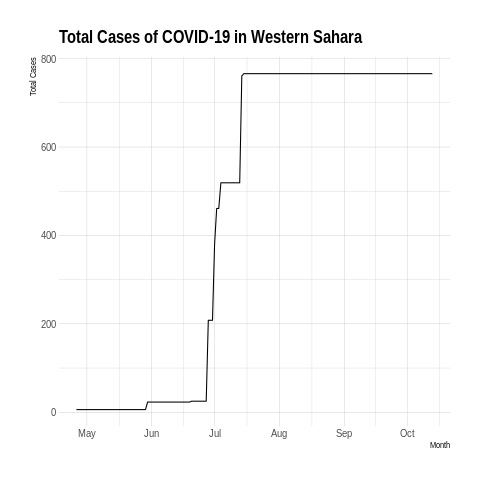 Total Cases of COVID-19 in Western Sahara
Total Cases
800
600
400
200
0
May Jun Jul Aug Sep Oct
Month